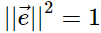 ||e⃗||² = 1